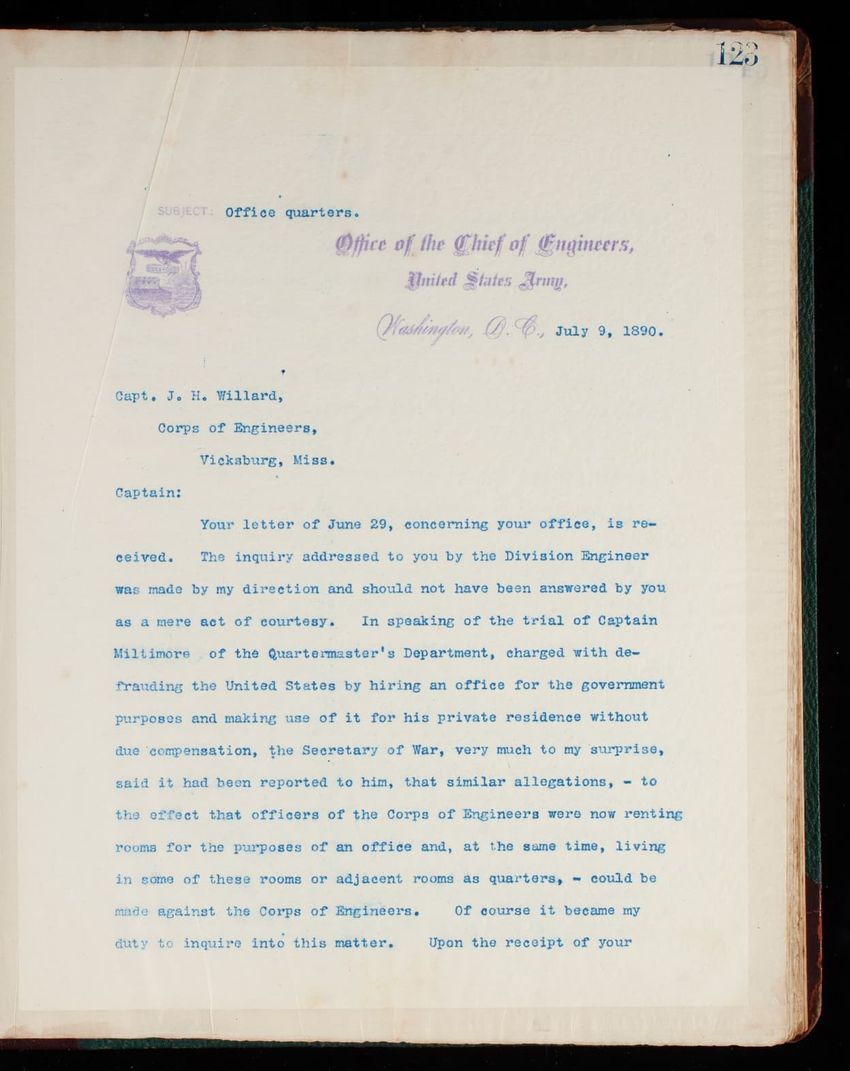 123
SUBJECT: Office quarters.
Office of the Chief of Engineers,
United States Army,
Washington, D.C., July 9, 1890.
Capt. J. H. Willard,
Corps of Engineers,
Vicksburg, Miss.
Captain:
Your letter of June 29, concerning your office, is re-
ceived. The inquiry addressed to you by the Division Engineer
was made by my direction and should not have been answered by you
as a mere act of courtesy. In speaking of the trial of Captain
Miltimore of the Quartermaster's Department, charged with de-
frauding the United States by hiring an office for the government
purposes and making use of it for his private residence without
due compensation, the Secretary of War, very much to my surprise,
said it had been reported to him, that similar allegations, - to
the effect that officers of the Corps of Engineers were now renting
rooms for the purposes of an office and, at the same time, living
in some of these rooms or adjacent rooms as quarters, - could be
made against the Corps of Engineers. Of course it became my
duty to inquire into this matter. Upon the receipt of your